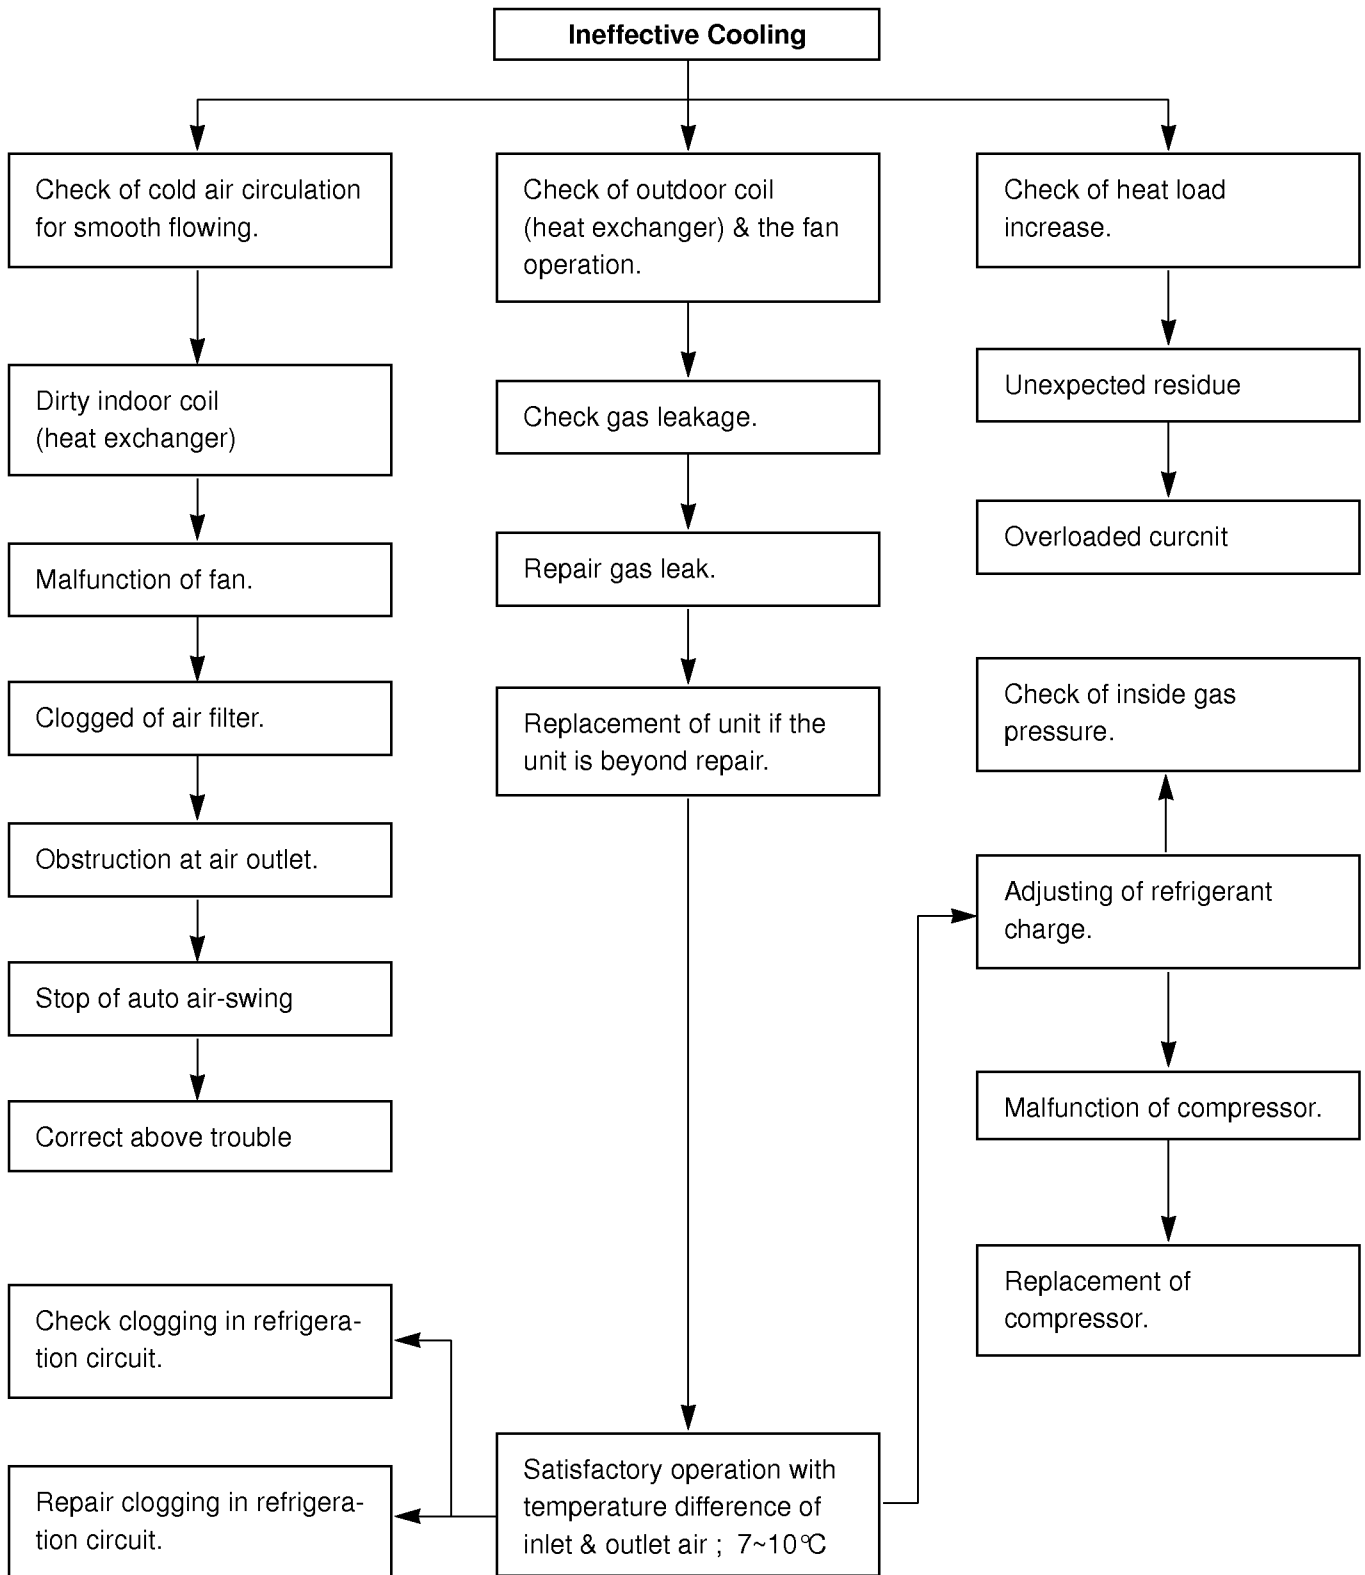 Ineffective Cooling
Check of cold air circulation
for smooth flowing.
Dirty indoor coil
(heat exchanger)
Malfunction of fan.
Clogged of air filter.
Obstruction at air outlet.
Stop of auto air-swing
Correct above trouble
Check of outdoor coil
(heat exchanger) & the fan
operation.
Check gas leakage.
Repair gas leak.
Replacement of unit if the
unit is beyond repair.
Satisfactory operation with
temperature difference of
inlet & outlet air ; 7~10°C
Check clogging in refrigera-
tion circuit.
Repair clogging in refrigera-
tion circuit.
Check of heat load
increase.
Unexpected residue
Overloaded curcnit
Check of inside gas
pressure.
Adjusting of refrigerant
charge.
Malfunction of compressor.
Replacement of
compressor.